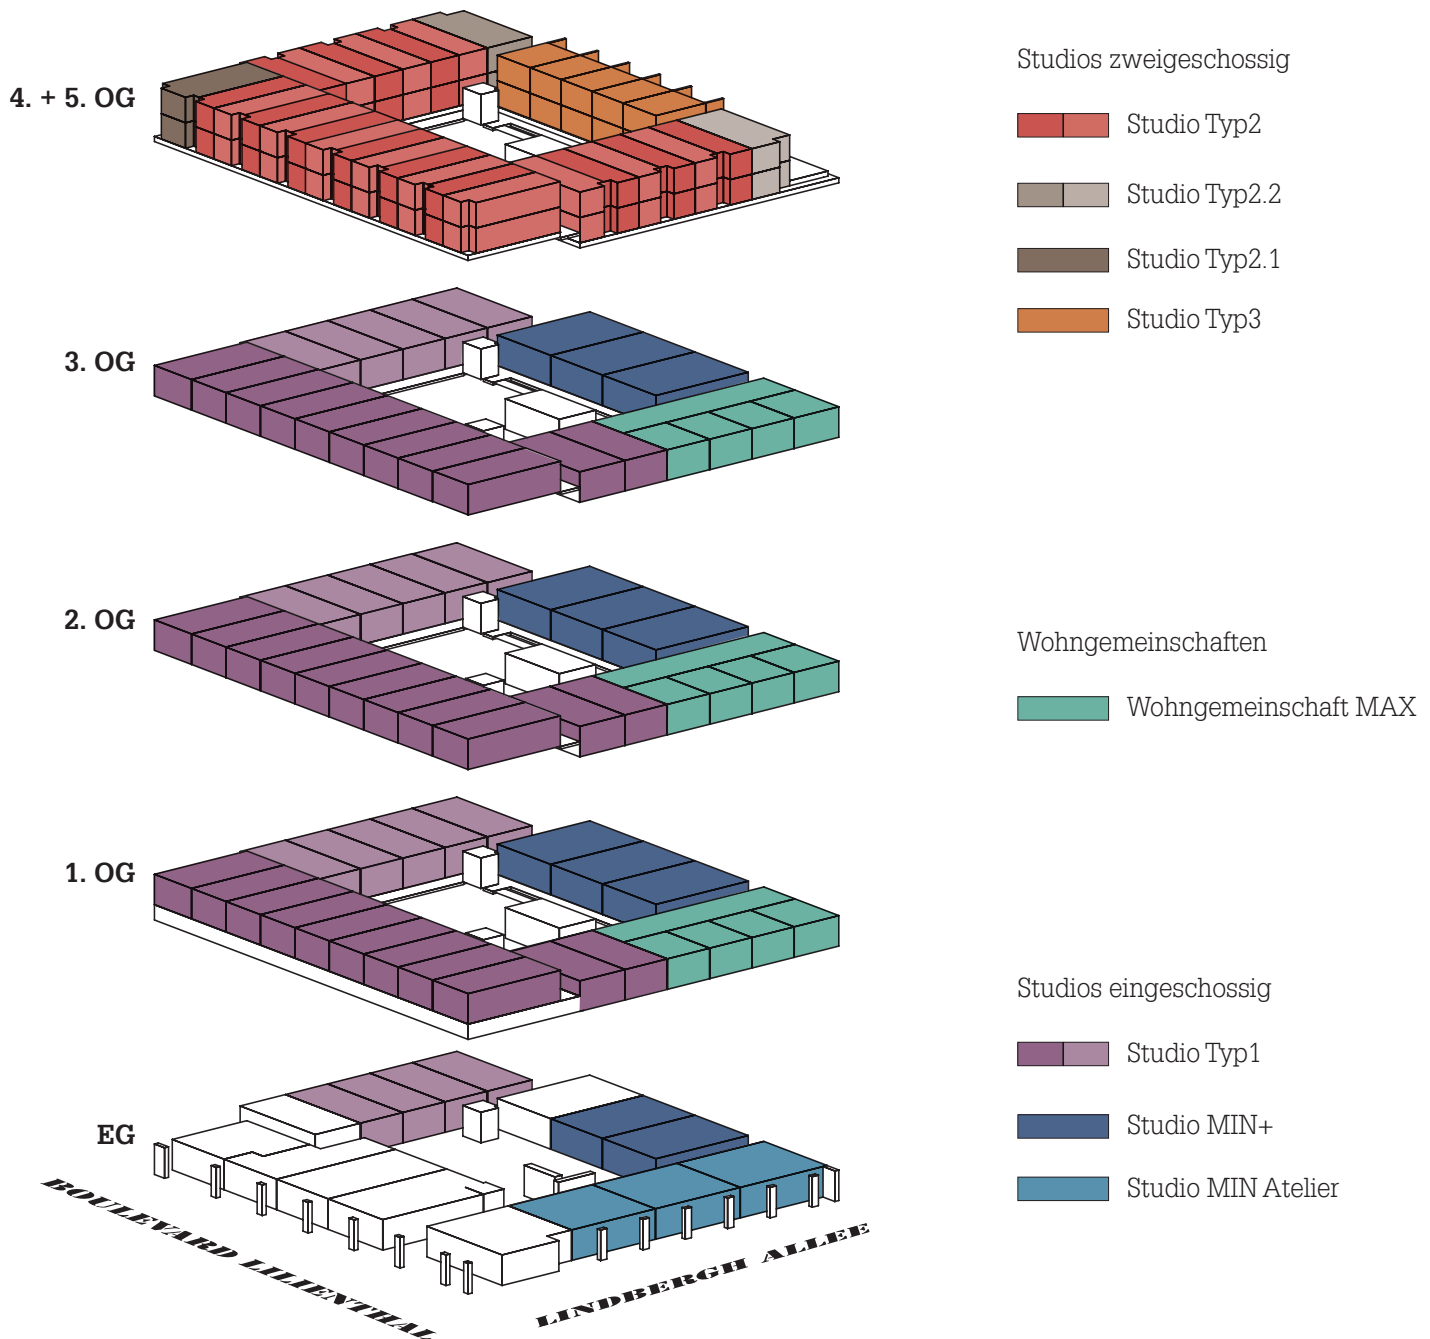 4. + 5. OG
3. OG
2. OG
1. OG
EG
BOULEVARD LILIENTHAL
LINDBERGH ALLEE
Studios zweigeschossig
Studio Typ2
Studio Typ2.2
Studio Typ2.1
Studio Typ3
Wohngemeinschaften
Wohngemeinschaft MAX
Studios eingeschossig
Studio Typ1
Studio MIN+
Studio MIN Atelier